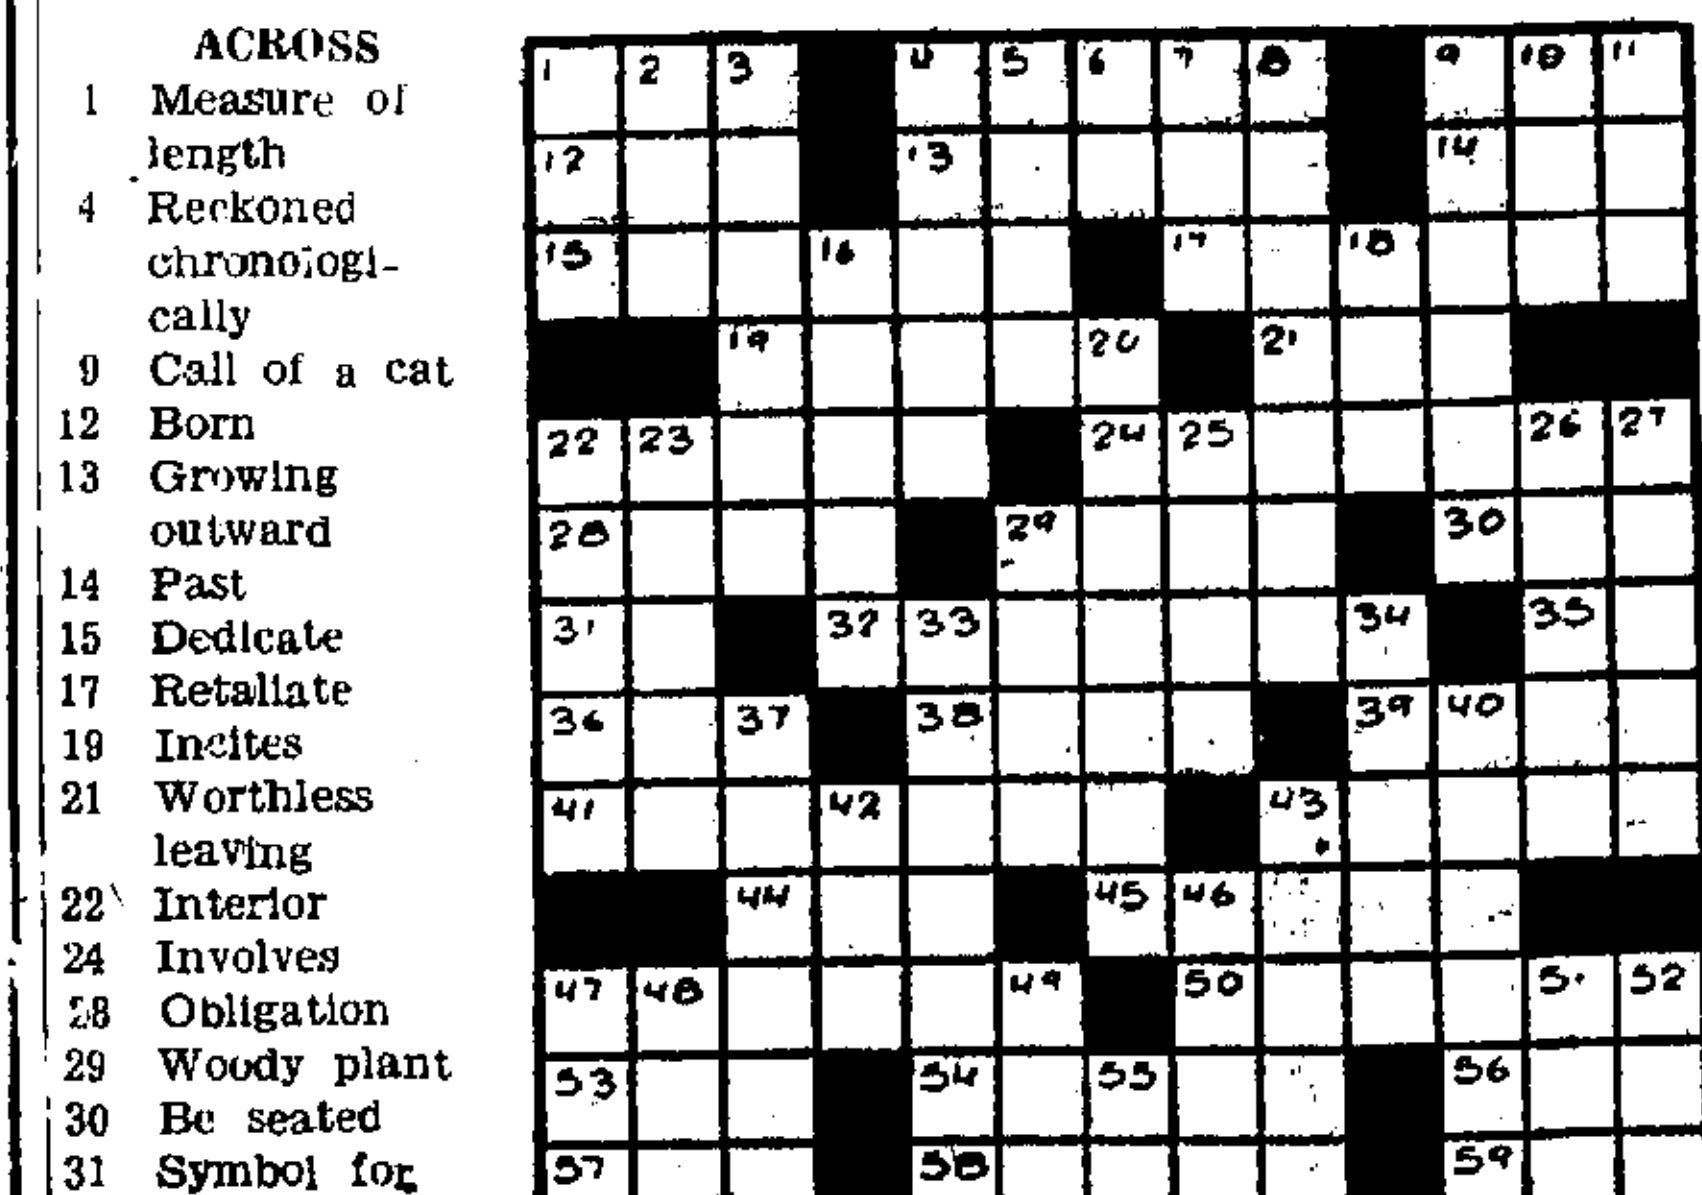 ACROSS
1 Measure of
length
4 Reckoned
chronologi-
cally
9 Call of a cat
12 Born
13 Growing
outward
14 Past
15 Dedicate
17 Retaliate
19 Incites
21 Worthless
leaving
22 Interior
24 Involves
28 Obligation
29 Woody plant
30 Be seated
31 Symbol for
1 2 3 4 5 6 7 8 9 10 11
12 13 14
15 16 17 18
19 20 21
22 23 24 25 26 27
28 29 30
31 32 33 34 35
36 37 38 39 40
41 42 43
44 45 46
47 48 49 50 51 52
53 54 55 56
57 58 59